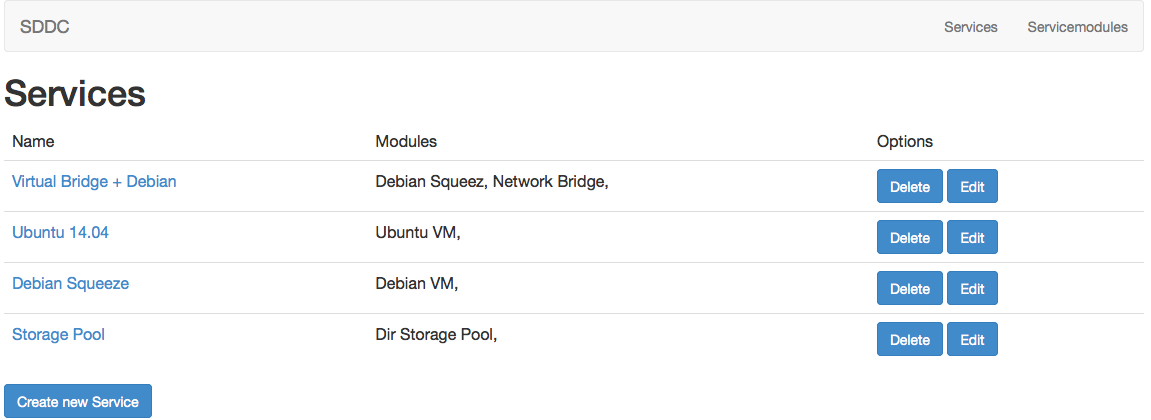 SDDC Services Servicemodules
Services
Name Modules Options
Virtual Bridge + Debian Debian Squeez, Network Bridge, Delete Edit
Ubuntu 14.04 Ubuntu VM, Delete Edit
Debian Squeeze Debian VM, Delete Edit
Storage Pool Dir Storage Pool, Delete Edit
Create new Service